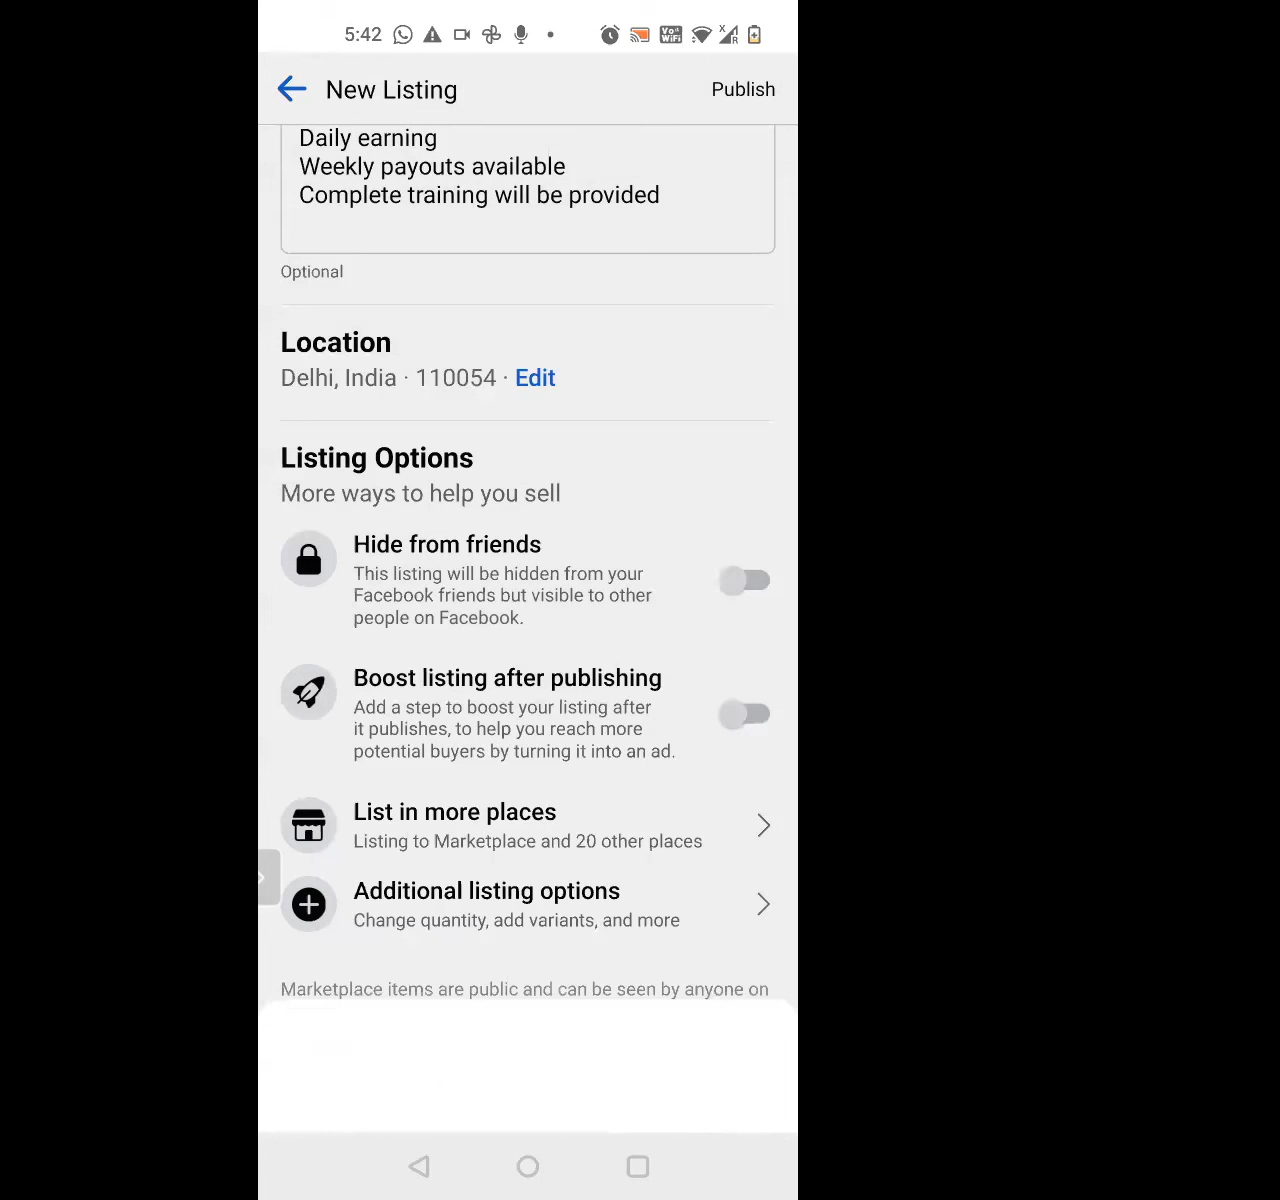 5:42
Vo WiFi
X
R
New Listing
Publish
Daily earning
Weekly payouts available
Complete training will be provided
Optional
Location
Delhi, India · 110054 · Edit
Listing Options
More ways to help you sell
Hide from friends
This listing will be hidden from your
Facebook friends but visible to other
people on Facebook.
Boost listing after publishing
Add a step to boost your listing after
it publishes, to help you reach more
potential buyers by turning it into an ad.
List in more places
Listing to Marketplace and 20 other places
Additional listing options
Change quantity, add variants, and more
Marketplace items are public and can be seen by anyone on